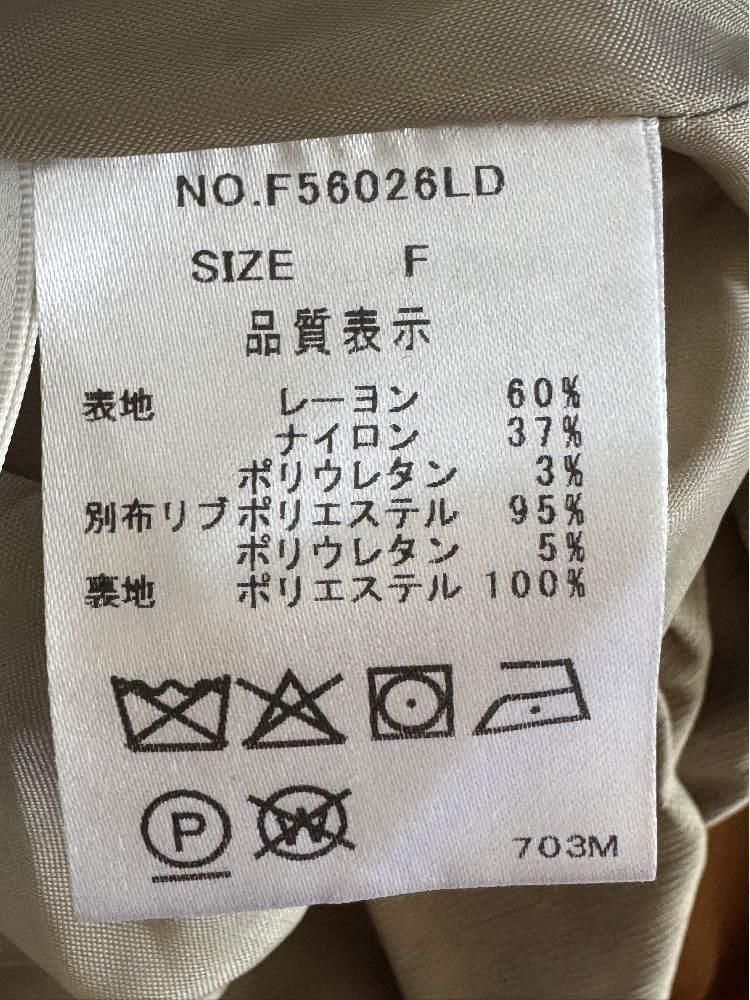 NO.F56026LD
SIZE F
品質表示
表地 レーヨン 60%
ナイロン 37%
ポリウレタン 3%
別布リブ ポリエステル 95%
ポリウレタン 5%
裏地 ポリエステル 100%
P W
703M